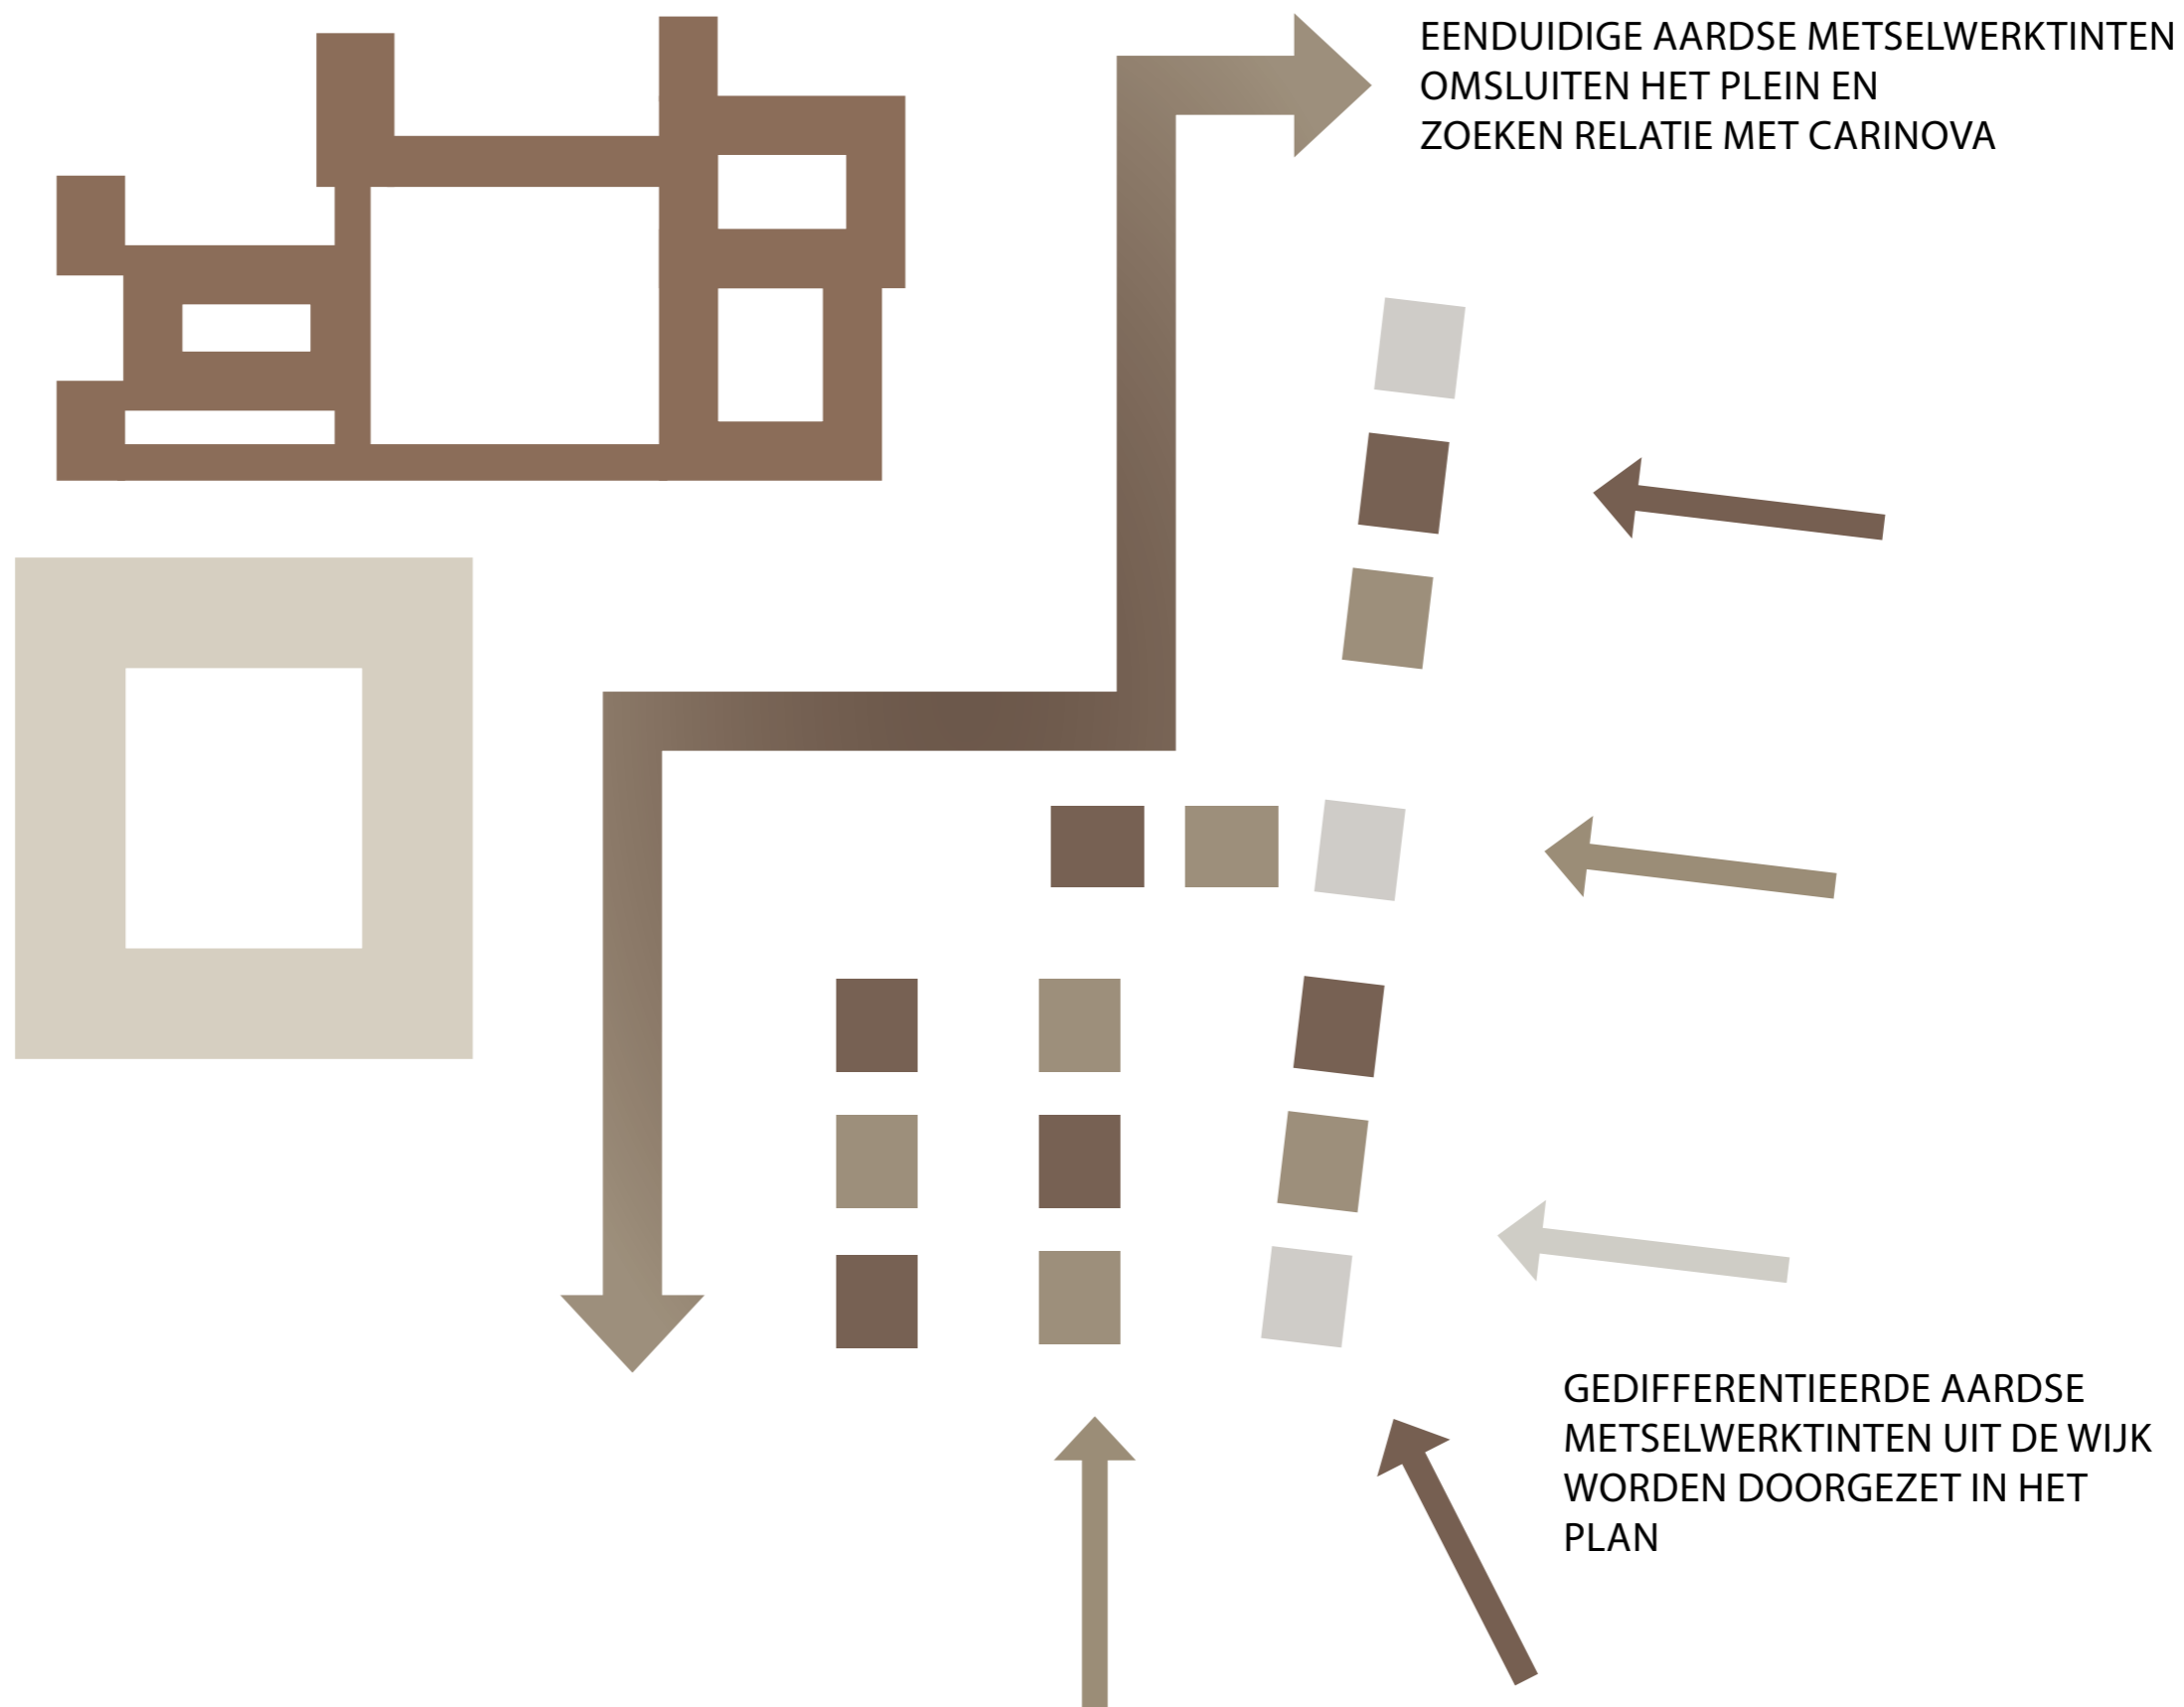 EENDUIDIGE AARDSE METSELWERKTINTEN
OMSLUITEN HET PLEIN EN
ZOEKEN RELATIE MET CARINOVA
GEDIFFERENTIEERDE AARDSE
METSELWERKTINTEN UIT DE WIJK
WORDEN DOORGEZET IN HET
PLAN